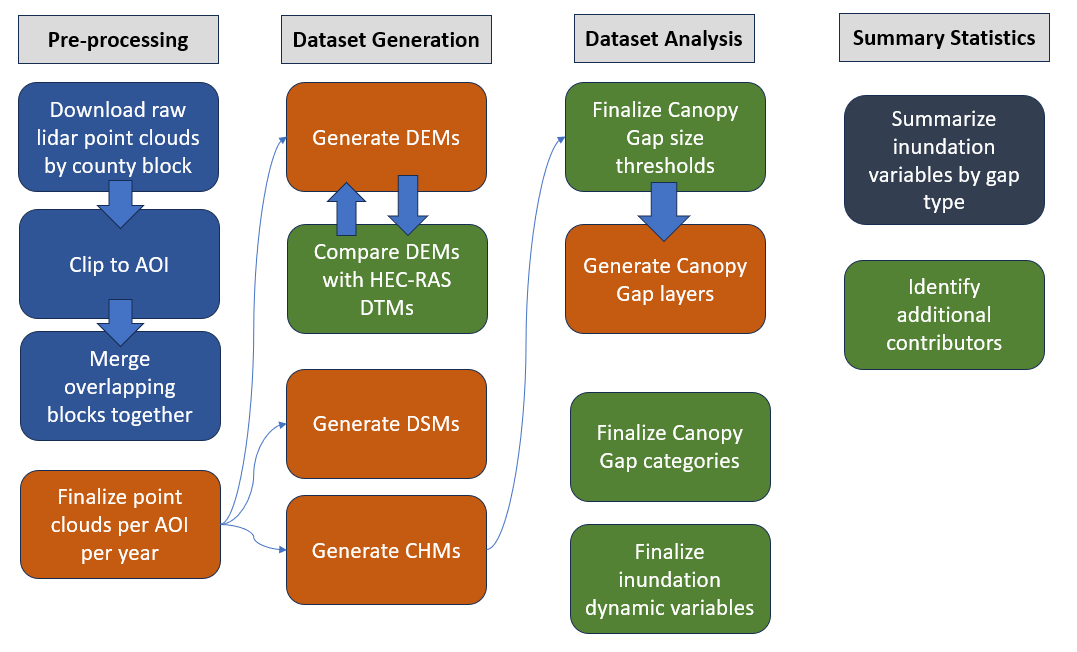 Pre-processing
Download raw
lidar point clouds
by county block
Clip to AOI
Merge
overlapping
blocks together
Finalize point
clouds per AOI
per year
Dataset Generation
Generate DEMs
Compare DEMs
with HEC-RAS
DTMs
Generate DSMs
Generate CHMs
Dataset Analysis
Finalize Canopy
Gap size
thresholds
Generate Canopy
Gap layers
Finalize Canopy
Gap categories
Finalize
inundation
dynamic variables
Summary Statistics
Summarize
inundation
variables by gap
type
Identify
additional
contributors